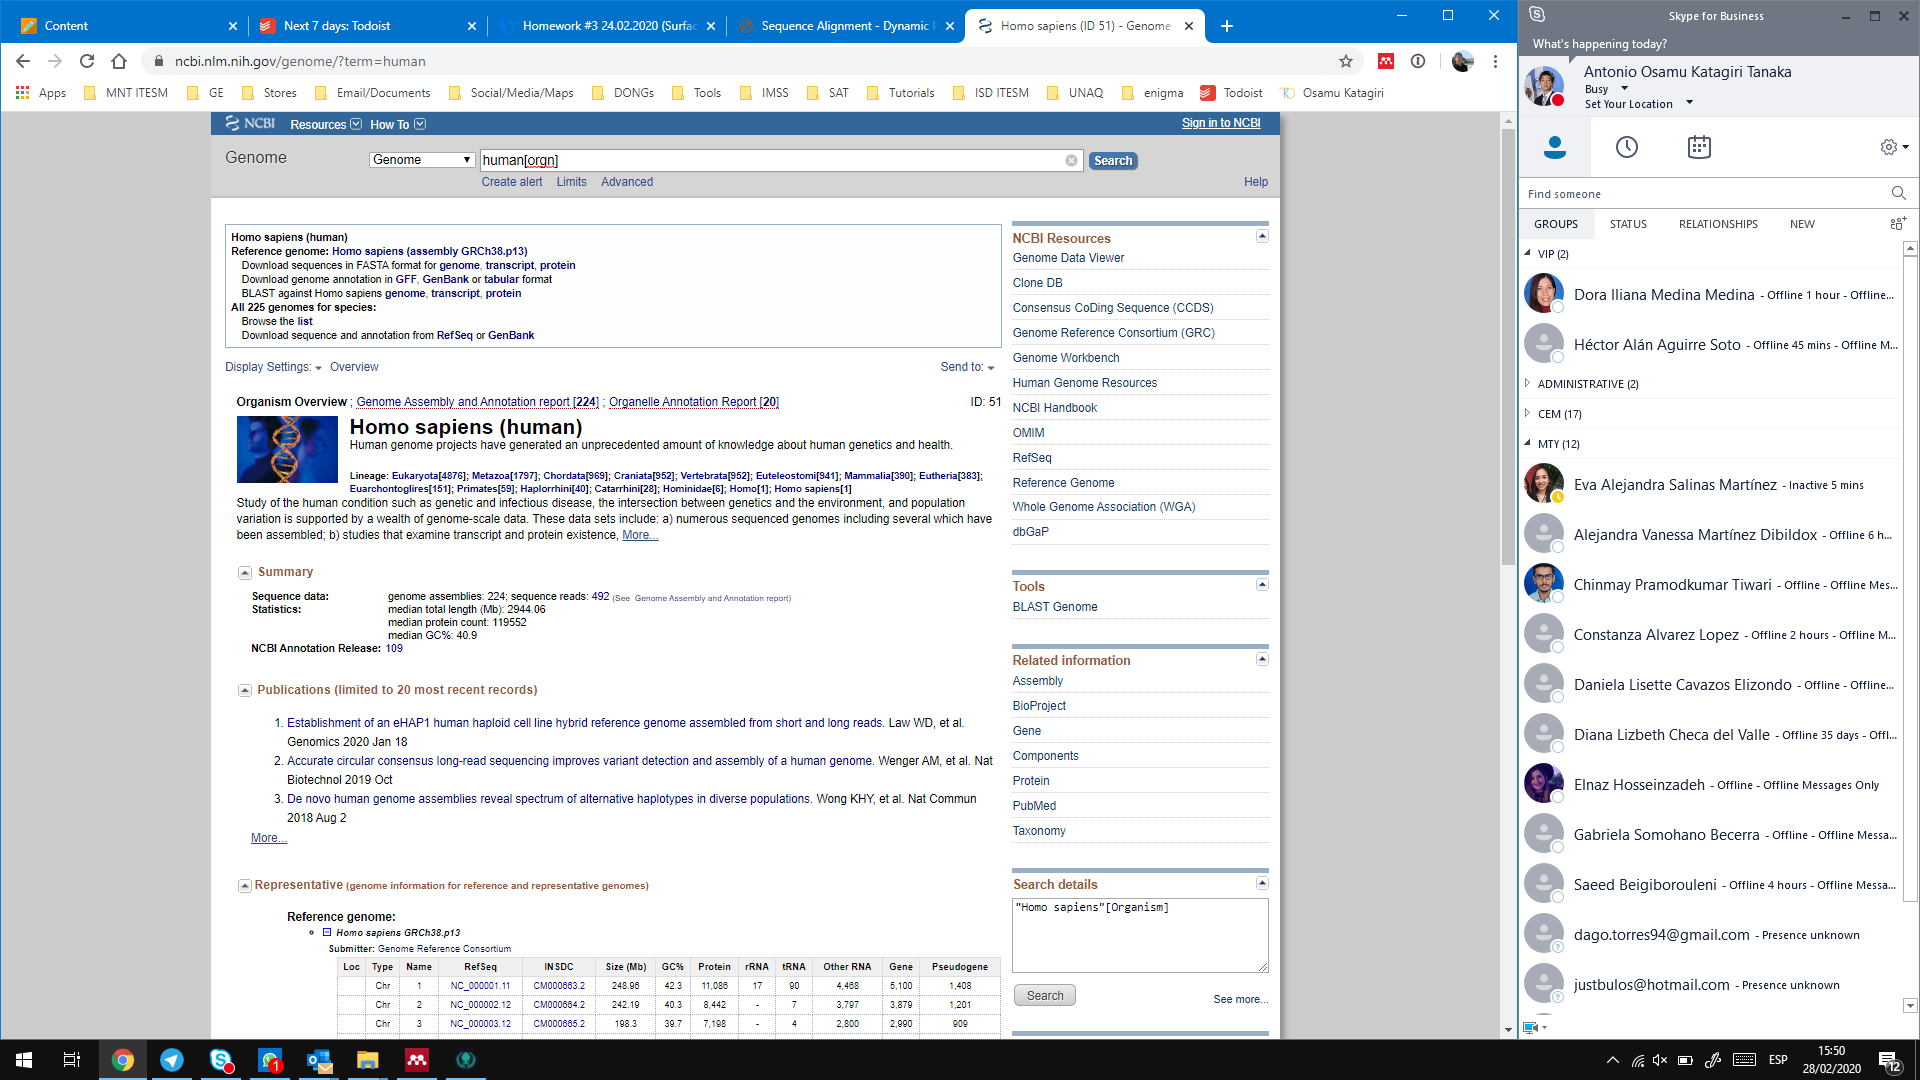 Content
Next 7 days: Todoist
Homework #3 24.02.2020 (Surfac
Sequence Alignment - Dynamic
Homo sapiens (ID 51) - Genome
ncbi.nlm.nih.gov/genome/?term=human
Apps MNT ITESM GE Stores Email/Documents Social/Media/Maps DONGs Tools IMSS SAT Tutorials ISD ITESM UNAQ enigma Todoist Osamu Katagiri
NCBI Resources How To Sign in to NCBI
Genome Genome human[orgn] Search
Create alert Limits Advanced Help
Homo sapiens (human)
Reference genome: Homo sapiens (assembly GRCh38.p13)
Download sequences in FASTA format for genome, transcript, protein
Download genome annotation in GFF, GenBank or tabular format
BLAST against Homo sapiens genome, transcript, protein
All 225 genomes for species:
Browse the list
Download sequence and annotation from RefSeq or GenBank
Display Settings: Overview Send to:
Organism Overview ; Genome Assembly and Annotation report [224] ; Organelle Annotation Report [20] ID: 51
Homo sapiens (human)
Human genome projects have generated an unprecedented amount of knowledge about human genetics and health.
Lineage: Eukaryota[4876]; Metazoa[1797]; Chordata[969]; Craniata[952]; Vertebrata[952]; Euteleostomi[941]; Mammalia[390]; Eutheria[383];
Euarchontoglires[151]; Primates[59]; Haplorrhini[40]; Catarrhini[28]; Hominidae[6]; Homo[1]; Homo sapiens[1]
Study of the human condition such as genetic and infectious disease, the intersection between genetics and the environment, and population
variation is supported by a wealth of genome-scale data. These data sets include: a) numerous sequenced genomes including several which have
been assembled; b) studies that examine transcript and protein existence, More...
Summary
Sequence data: genome assemblies: 224; sequence reads: 492 (See Genome Assembly and Annotation report)
Statistics: median total length (Mb): 2944.06
median protein count: 119552
median GC%: 40.9
NCBI Annotation Release: 109
Publications (limited to 20 most recent records)
1. Establishment of an eHAP1 human haploid cell line hybrid reference genome assembled from short and long reads. Law WD, et al.
Genomics 2020 Jan 18
2. Accurate circular consensus long-read sequencing improves variant detection and assembly of a human genome. Wenger AM, et al. Nat
Biotechnol 2019 Oct
3. De novo human genome assemblies reveal spectrum of alternative haplotypes in diverse populations. Wong KHY, et al. Nat Commun
2018 Aug 2
More...
Representative (genome information for reference and representative genomes)
Reference genome:
Homo sapiens GRCh38.p13
Submitter: Genome Reference Consortium
Loc Type Name RefSeq INSDC Size (Mb) GC% Protein rRNA tRNA Other RNA Gene Pseudogene
Chr 1 NC_000001.11 CM000663.2 248.96 42.3 11,086 17 90 4,468 5,100 1,408
Chr 2 NC_000002.12 CM000664.2 242.19 40.3 8,442 - 7 3,797 3,879 1,201
Chr 3 NC_000003.12 CM000665.2 198.3 39.7 7,198 - 4 2,800 2,990 909
NCBI Resources
Genome Data Viewer
Clone DB
Consensus CoDing Sequence (CCDS)
Genome Reference Consortium (GRC)
Genome Workbench
Human Genome Resources
NCBI Handbook
OMIM
RefSeq
Reference Genome
Whole Genome Association (WGA)
dbGaP
Tools
BLAST Genome
Related information
Assembly
BioProject
Gene
Components
Protein
PubMed
Taxonomy
Search details
"Homo sapiens"[Organism]
Search See more...
Skype for Business
What's happening today?
Antonio Osamu Katagiri Tanaka
Busy
Set Your Location
Find someone
GROUPS STATUS RELATIONSHIPS NEW
VIP (2)
Dora Iliana Medina Medina - Offline 1 hour - Offline...
Héctor Alán Aguirre Soto - Offline 45 mins - Offline M...
ADMINISTRATIVE (2)
CEM (17)
MTY (12)
Eva Alejandra Salinas Martínez - Inactive 5 mins
Alejandra Vanessa Martínez Dibildox - Offline 6 h...
Chinmay Pramodkumar Tiwari - Offline - Offline Mes...
Constanza Alvarez Lopez - Offline 2 hours - Offline M...
Daniela Lisette Cavazos Elizondo - Offline - Offline...
Diana Lizbeth Checa del Valle - Offline 35 days - Offl...
Elnaz Hosseinzadeh - Offline - Offline Messages Only
Gabriela Somohano Becerra - Offline - Offline Messa...
Saeed Beigiborouleni - Offline 4 hours - Offline Messa...
dago.torres94@gmail.com - Presence unknown
justbulos@hotmail.com - Presence unknown
1
ESP
15:50
28/02/2020
12